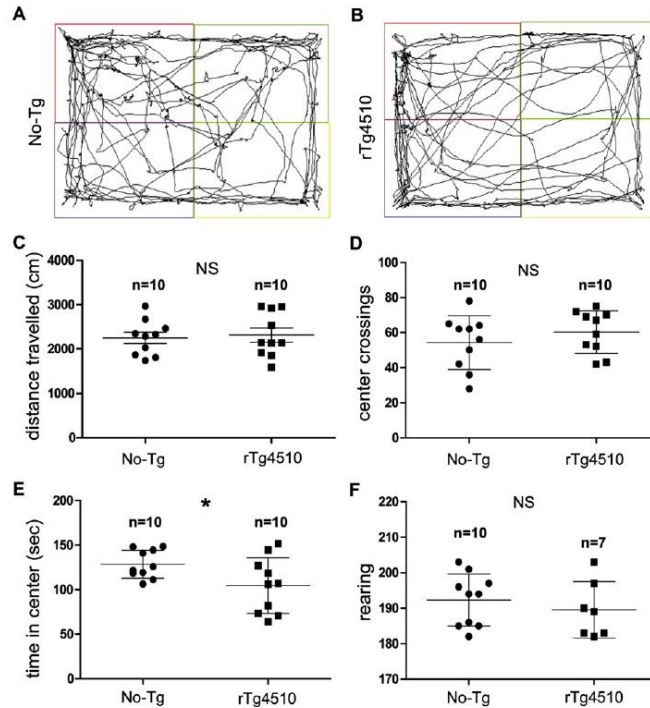 A
B
No-Tg
rTg4510
C
NS
n=10
n=10
distance travelled (cm)
4000
3000
2000
1000
0
No-Tg
rTg4510
D
NS
n=10
n=10
center crossings
100
80
60
40
20
0
No-Tg
rTg4510
E
*
n=10
n=10
time in center (sec)
200
150
100
50
0
No-Tg
rTg4510
F
NS
n=10
n=7
rearing
220
210
200
190
180
170
No-Tg
rTg4510